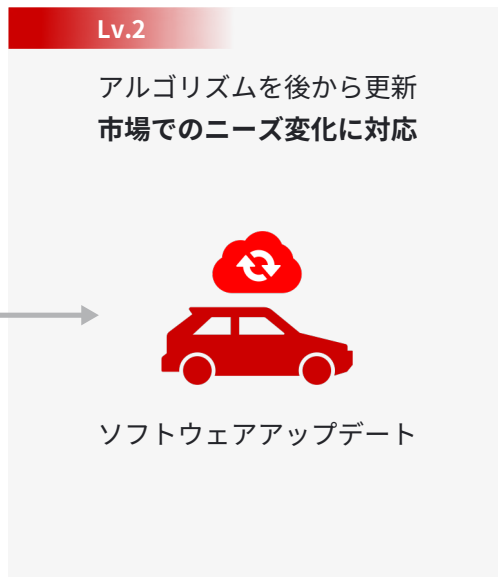 Lv.2
アルゴリズムを後から更新
市場でのニーズ変化に対応
ソフトウェアアップデート